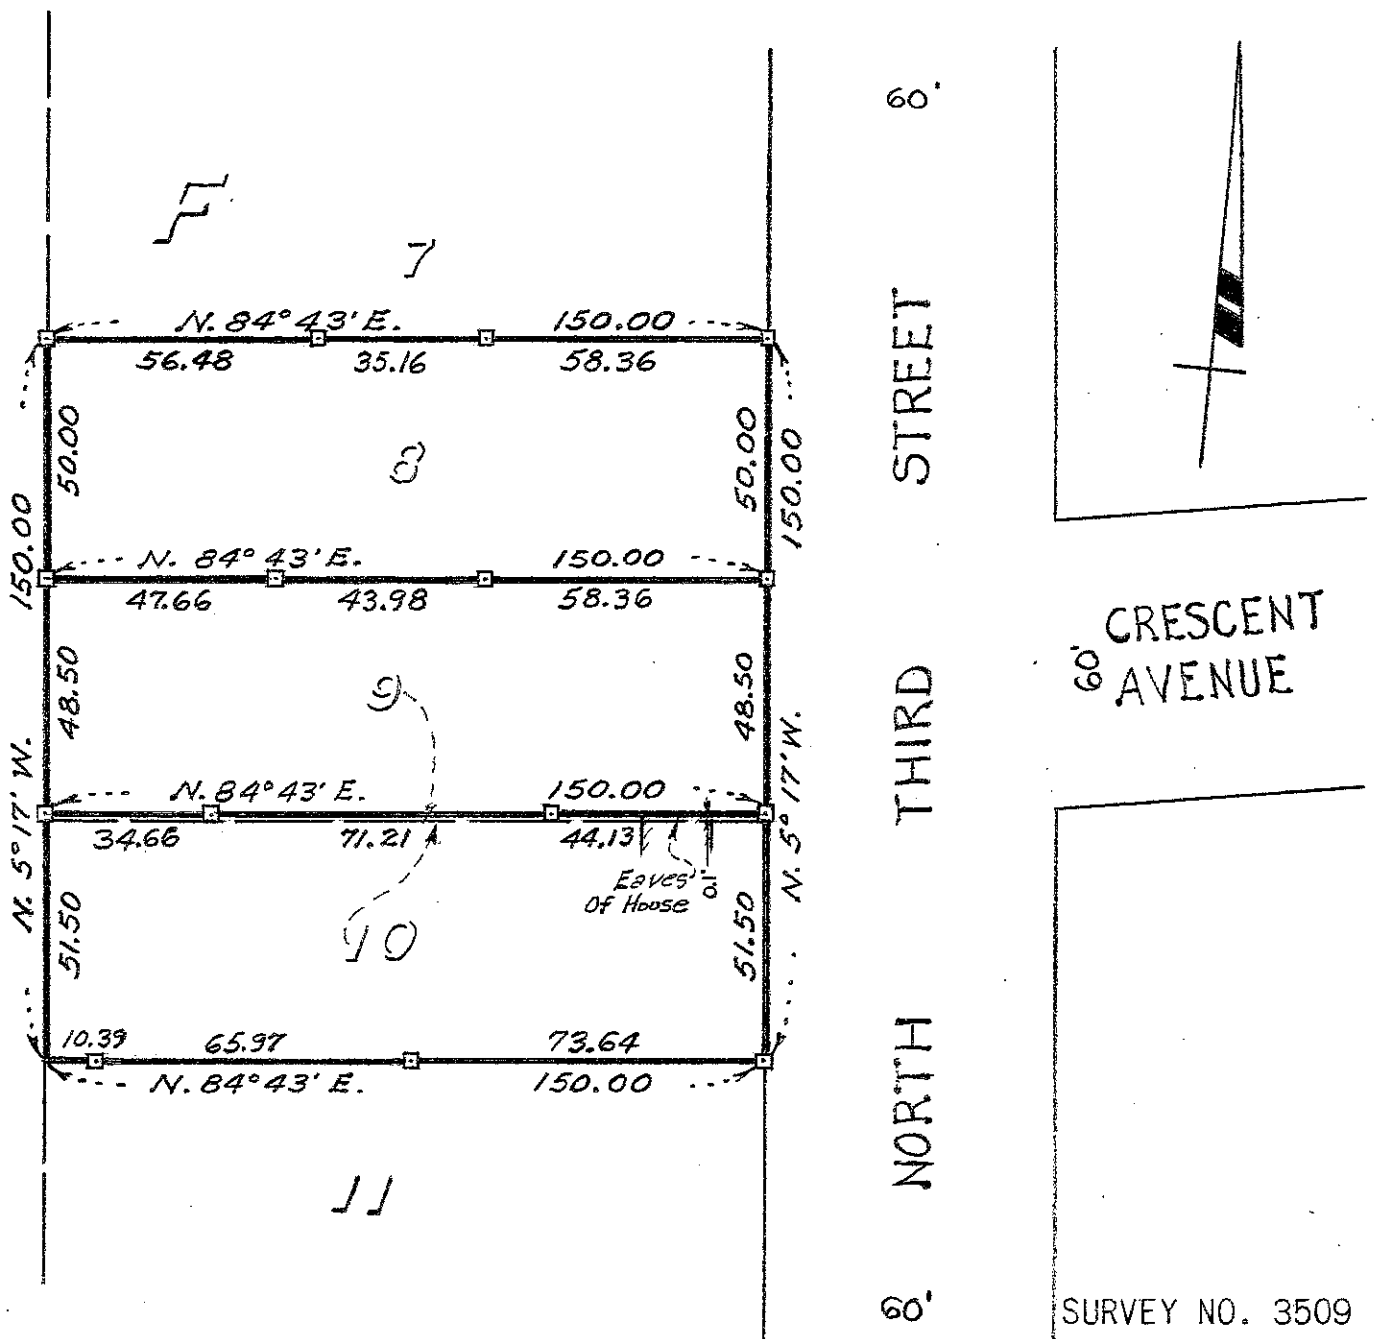 60'
F
7
N. 84° 43' E. 150.00
56.48 35.16 58.36
STREET
50.00
50.00
150.00
150.00
8
N. 84° 43' E. 150.00
47.66 43.98 58.36
CRESCENT
60'
AVENUE
48.50
48.50
9
THIRD
N. 5° 17' W.
N. 5° 17' W.
N. 84° 43' E. 150.00
34.66 71.21 44.13
Eaves
Of House
0.1'
51.50
51.50
10
10.39 65.97 73.64
N. 84° 43' E. 150.00
NORTH
11
60'
SURVEY NO. 3509